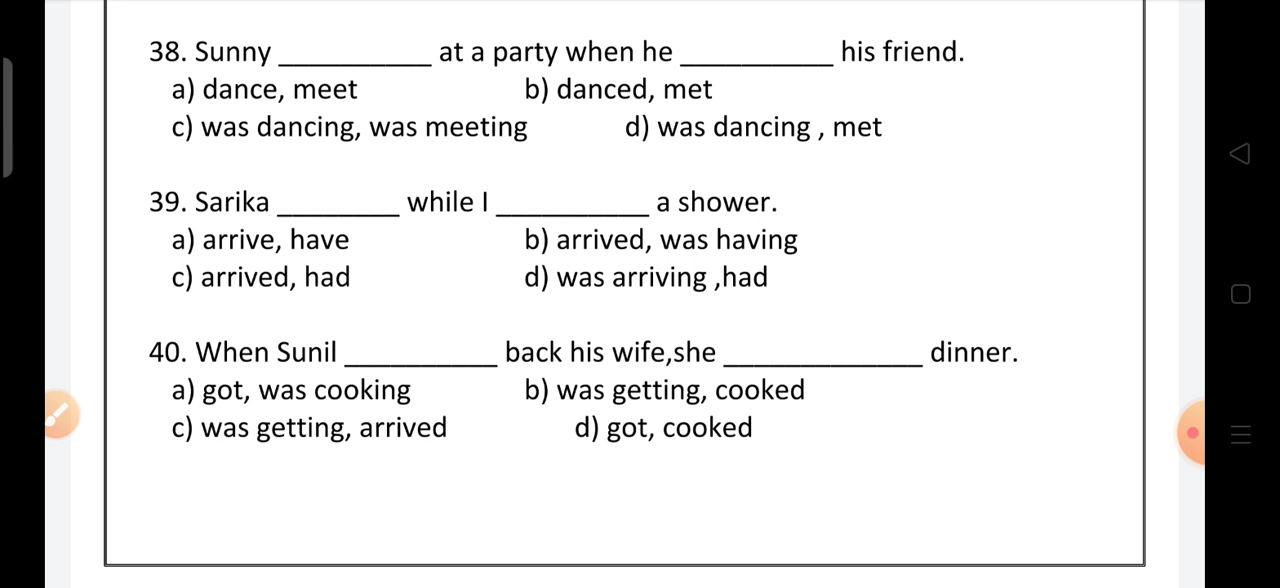 38. Sunny __________ at a party when he __________ his friend.
a) dance, meet b) danced, met
c) was dancing, was meeting d) was dancing , met
39. Sarika ________ while I __________ a shower.
a) arrive, have b) arrived, was having
c) arrived, had d) was arriving ,had
40. When Sunil __________ back his wife,she _____________ dinner.
a) got, was cooking b) was getting, cooked
c) was getting, arrived d) got, cooked